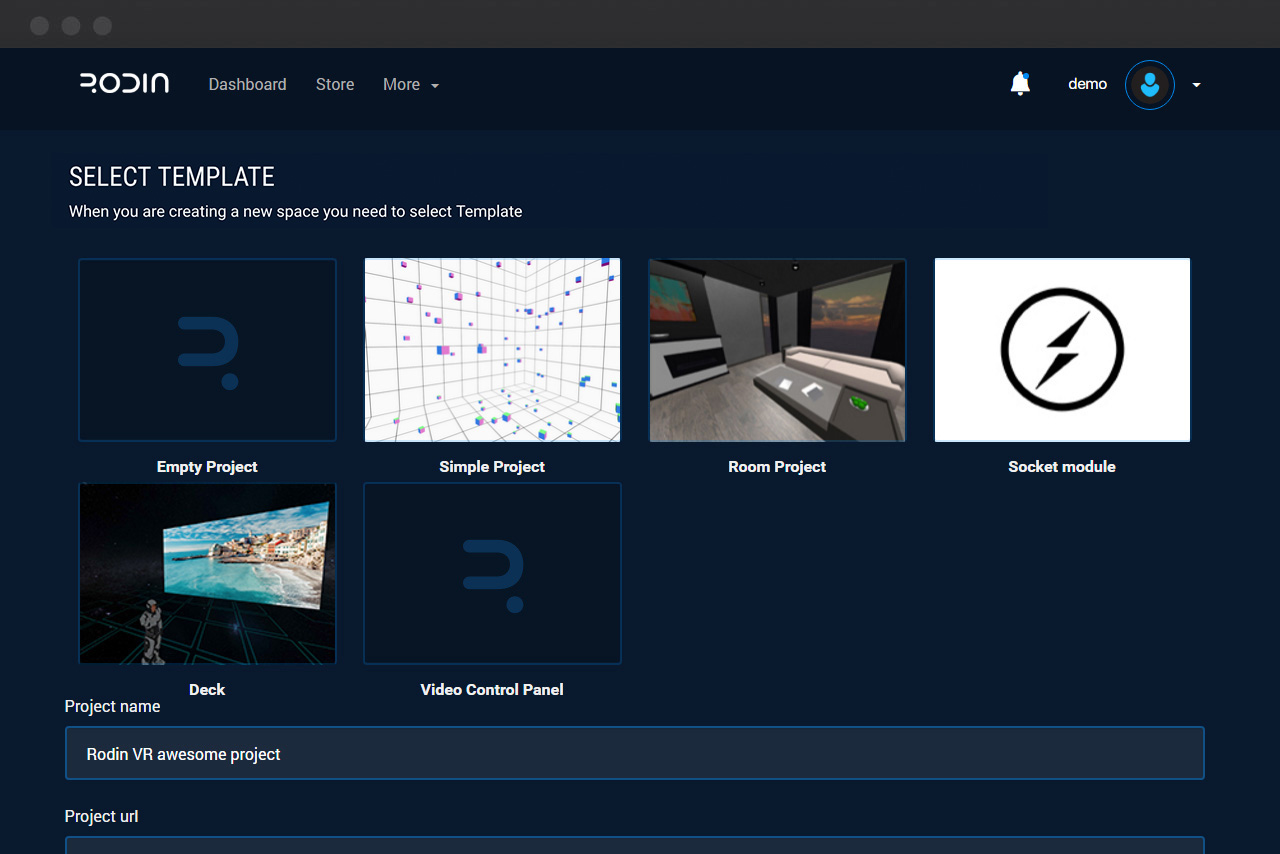 RODIN
Dashboard
Store
More
demo
SELECT TEMPLATE
When you are creating a new space you need to select Template
Empty Project
Simple Project
Room Project
Socket module
Deck
Video Control Panel
Project name
Rodin VR awesome project
Project url